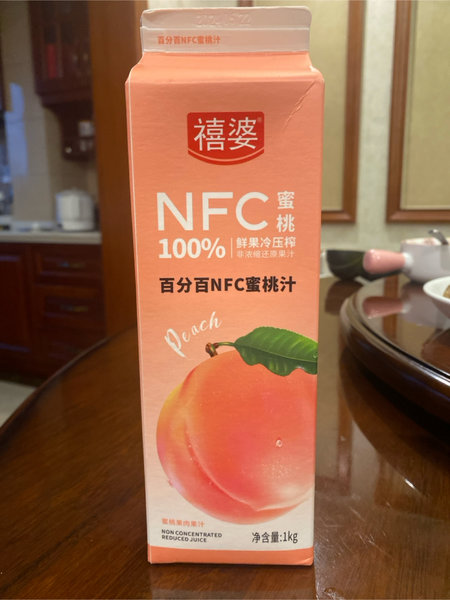 百分百NFC蜜桃汁
禧婆®
NFC 蜜桃
100% 鲜果冷压榨
非浓缩还原果汁
百分百NFC蜜桃汁
Peach
蜜桃果肉果汁
NON CONCENTRATED
REDUCED JUICE
净含量:1kg